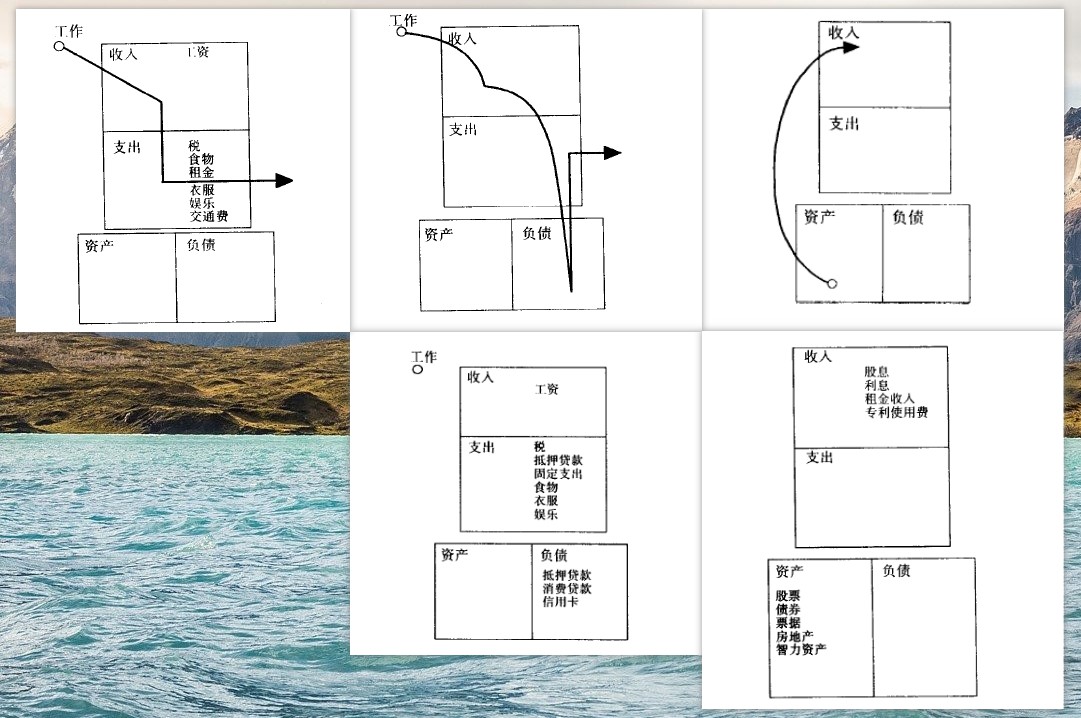 工作
收入 工资
支出 税
食物
租金
衣服
娱乐
交通费
资产 负债
工作
收入
支出
资产 负债
收入
支出
资产 负债
工作
收入
工资
支出 税
抵押贷款
固定支出
食物
衣服
娱乐
资产 负债
抵押贷款
消费贷款
信用卡
收入
股息
利息
租金收入
专利使用费
支出
资产 负债
股票
债券
票据
房地产
智力资产